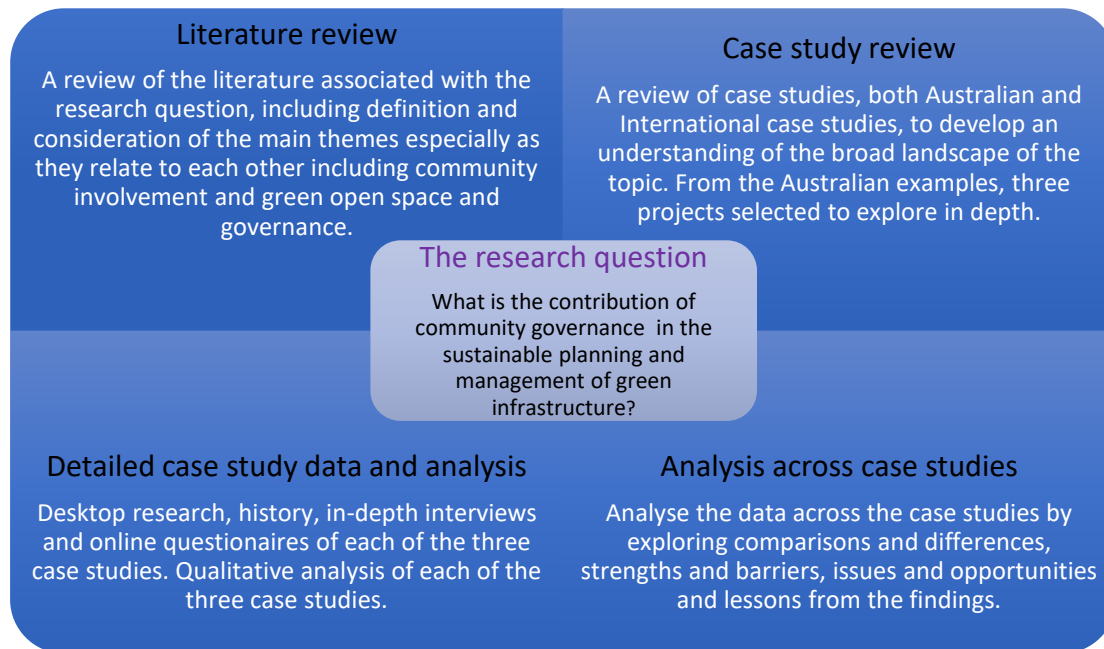 Literature review
A review of the literature associated with the
research question, including definition and
consideration of the main themes especially as
they relate to each other including community
involvement and green open space and
governance.
Case study review
A review of case studies, both Australian and
International case studies, to develop an
understanding of the broad landscape of the
topic. From the Australian examples, three
projects selected to explore in depth.
The research question
What is the contribution of
community governance in the
sustainable planning and
management of green
infrastructure?
Detailed case study data and analysis
Desktop research, history, in-depth interviews
and online questionaires of each of the three
case studies. Qualitative analysis of each of the
three case studies.
Analysis across case studies
Analyse the data across the case studies by
exploring comparisons and differences,
strengths and barriers, issues and opportunities
and lessons from the findings.